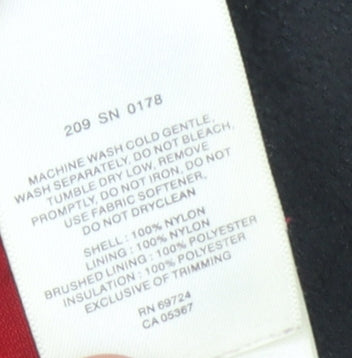 209 SN 0178
MACHINE WASH COLD GENTLE,
WASH SEPARATELY, DO NOT BLEACH,
TUMBLE DRY LOW, REMOVE
PROMPTLY, DO NOT IRON, DO NOT
USE FABRIC SOFTENER,
DO NOT DRYCLEAN
SHELL : 100% NYLON
LINING : 100% NYLON
BRUSHED LINING : 100% POLYESTER
INSULATION : 100% POLYESTER
EXCLUSIVE OF TRIMMING
RN 69724
CA 05367